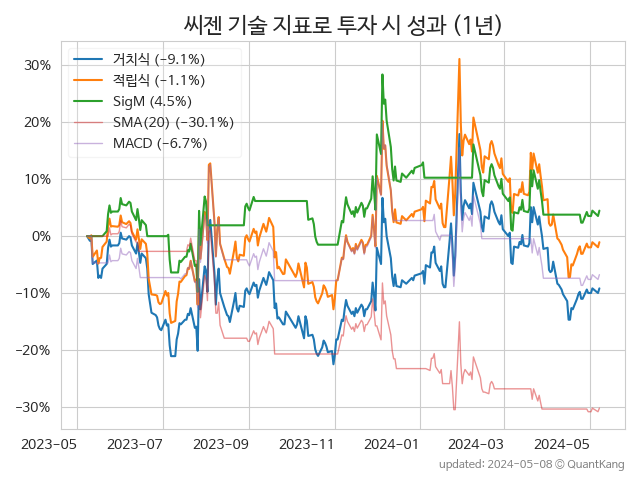 씨젠 기술 지표로 투자 시 성과 (1년)
거치식 (−9.1%)
적립식 (−1.1%)
SigM (4.5%)
SMA(20) (−30.1%)
MACD (−6.7%)
30%
20%
10%
0%
−10%
−20%
−30%
2023-05 2023-07 2023-09 2023-11 2024-01 2024-03 2024-05
updated: 2024-05-08 ⓒ QuantKang